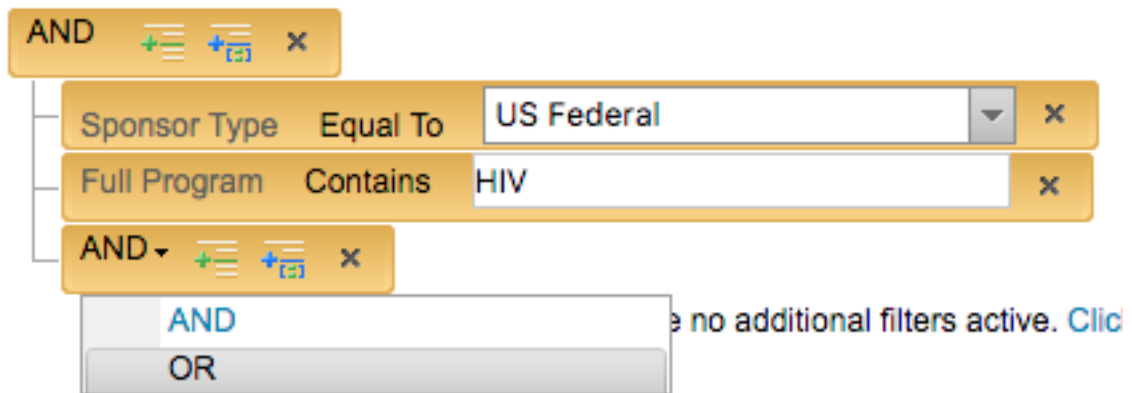 AND
Sponsor Type Equal To US Federal
Full Program Contains HIV
AND
AND
e no additional filters active. Clic
OR